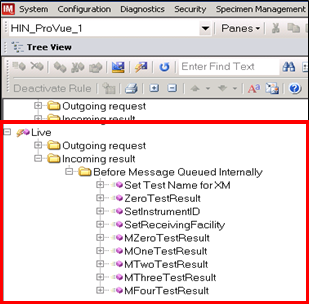 IM System Configuration Diagnostics Security Specimen Management
HIN_ProVue_1 Panes
Tree View
Enter Find Text
Deactivate Rule
Outgoing request
Incoming result
Live
Outgoing request
Incoming result
Before Message Queued Internally
Set Test Name for XM
ZeroTestResult
SetInstrumentID
SetReceivingFacility
MZeroTestResult
MOneTestResult
MTwoTestResult
MThreeTestResult
MFourTestResult